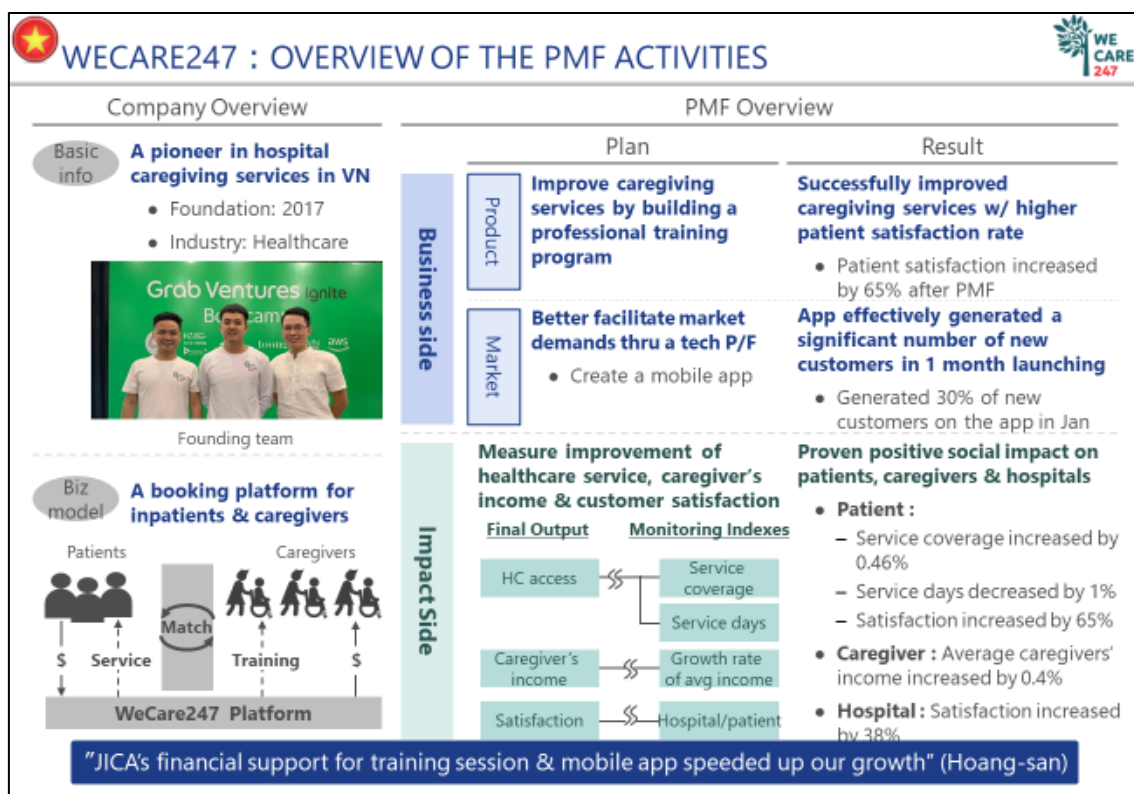 WECARE247 : OVERVIEW OF THE PMF ACTIVITIES
WE
CARE
247
Company Overview
Basic
info
A pioneer in hospital
caregiving services in VN
● Foundation: 2017
● Industry: Healthcare
Grab Ventures Ignite
aws
Founding team
Biz
model
A booking platform for
inpatients & caregivers
Patients
Caregivers
Match
$
Service
Training
$
WeCare247 Platform
PMF Overview
Plan
Result
Business side
Product
Improve caregiving
services by building a
professional training
program
Successfully improved
caregiving services w/ higher
patient satisfaction rate
● Patient satisfaction increased
by 65% after PMF
Market
Better facilitate market
demands thru a tech P/F
● Create a mobile app
App effectively generated a
significant number of new
customers in 1 month launching
● Generated 30% of new
customers on the app in Jan
Impact Side
Measure improvement of
healthcare service, caregiver's
income & customer satisfaction
Final Output
Monitoring Indexes
HC access
Service
coverage
Service days
Caregiver's
income
Growth rate
of avg income
Satisfaction
Hospital/patient
Proven positive social impact on
patients, caregivers & hospitals
● Patient :
– Service coverage increased by
0.46%
– Service days decreased by 1%
– Satisfaction increased by 65%
● Caregiver : Average caregivers'
income increased by 0.4%
● Hospital : Satisfaction increased
by 38%
"JICA's financial support for training session & mobile app speeded up our growth" (Hoang-san)